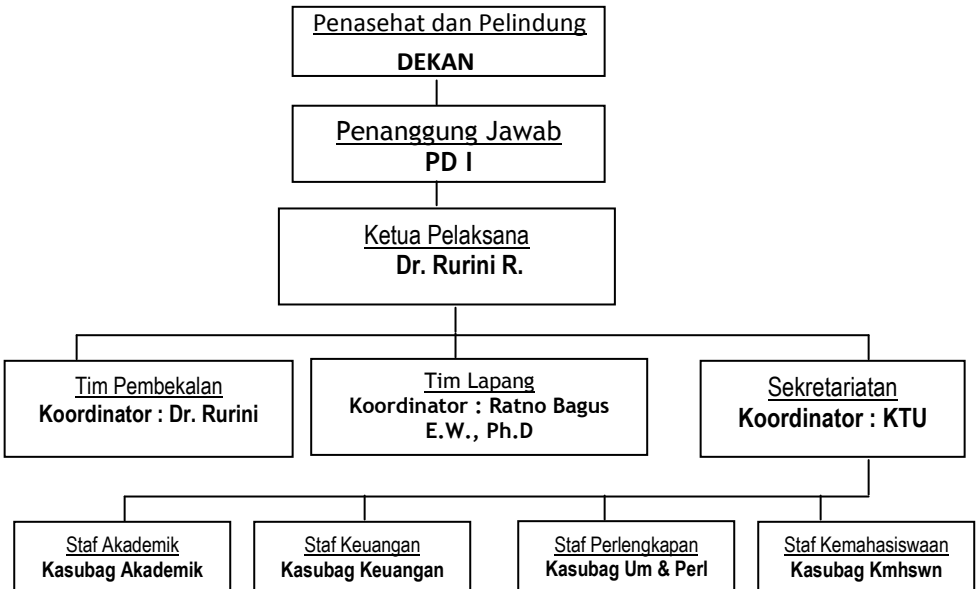 Penasehat dan Pelindung
DEKAN
Penanggung Jawab
PD I
Ketua Pelaksana
Dr. Rurini R.
Tim Pembekalan
Koordinator : Dr. Rurini
Tim Lapang
Koordinator : Ratno Bagus
E.W., Ph.D
Sekretariatan
Koordinator : KTU
Staf Akademik
Kasubag Akademik
Staf Keuangan
Kasubag Keuangan
Staf Perlengkapan
Kasubag Um & Perl
Staf Kemahasiswaan
Kasubag Kmhswn